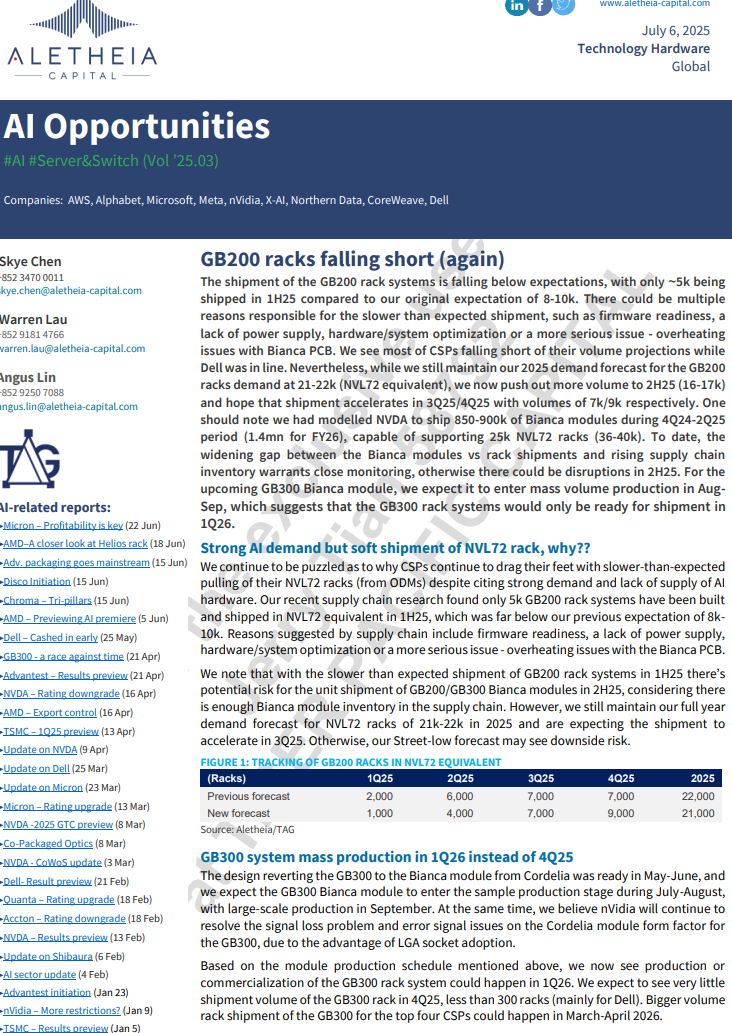 www.aletheia-capital.com
ALETHEIA
CAPITAL
July 6, 2025
Technology Hardware
Global
AI Opportunities
#AI #Server&Switch (Vol '25.03)
Companies: AWS, Alphabet, Microsoft, Meta, nVidia, X-AI, Northern Data, CoreWeave, Dell
Skye Chen
+852 3470 0011
skye.chen@aletheia-capital.com
Warren Lau
+852 9181 4766
warren.lau@aletheia-capital.com
Angus Lin
+852 9250 7088
angus.lin@aletheia-capital.com
TAG
AI-related reports:
Micron – Profitability is key (22 Jun)
AMD–A closer look at Helios rack (18 Jun)
Adv. packaging goes mainstream (15 Jun)
Disco Initiation (15 Jun)
Chroma – Tri-pillars (15 Jun)
AMD – Previewing AI premiere (5 Jun)
Dell – Cashed in early (25 May)
GB300 - a race against time (21 Apr)
Advantest – Results preview (21 Apr)
NVDA – Rating downgrade (16 Apr)
AMD – Export control (16 Apr)
TSMC – 1Q25 preview (13 Apr)
Update on NVDA (9 Apr)
Update on Dell (25 Mar)
Update on Micron (23 Mar)
Micron – Rating upgrade (13 Mar)
NVDA -2025 GTC preview (8 Mar)
Co-Packaged Optics (8 Mar)
NVDA - CoWoS update (3 Mar)
Dell- Result preview (21 Feb)
Quanta – Rating upgrade (18 Feb)
Accton – Rating downgrade (18 Feb)
NVDA – Results preview (13 Feb)
Update on Shibaura (6 Feb)
AI sector update (4 Feb)
Advantest initiation (Jan 23)
nVidia – More restrictions? (Jan 9)
TSMC – Results preview (Jan 5)
GB200 racks falling short (again)
The shipment of the GB200 rack systems is falling below expectations, with only ~5k being
shipped in 1H25 compared to our original expectation of 8-10k. There could be multiple
reasons responsible for the slower than expected shipment, such as firmware readiness, a
lack of power supply, hardware/system optimization or a more serious issue - overheating
issues with Bianca PCB. We see most of CSPs falling short of their volume projections while
Dell was in line. Nevertheless, while we still maintain our 2025 demand forecast for the GB200
racks demand at 21-22k (NVL72 equivalent), we now push out more volume to 2H25 (16-17k)
and hope that shipment accelerates in 3Q25/4Q25 with volumes of 7k/9k respectively. One
should note we had modelled NVDA to ship 850-900k of Bianca modules during 4Q24-2Q25
period (1.4mn for FY26), capable of supporting 25k NVL72 racks (36-40k). To date, the
widening gap between the Bianca modules vs rack shipments and rising supply chain
inventory warrants close monitoring, otherwise there could be disruptions in 2H25. For the
upcoming GB300 Bianca module, we expect it to enter mass volume production in Aug-
Sep, which suggests that the GB300 rack systems would only be ready for shipment in
1Q26.
Strong AI demand but soft shipment of NVL72 rack, why??
We continue to be puzzled as to why CSPs continue to drag their feet with slower-than-expected
pulling of their NVL72 racks (from ODMs) despite citing strong demand and lack of supply of AI
hardware. Our recent supply chain research found only 5k GB200 rack systems have been built
and shipped in NVL72 equivalent in 1H25, which was far below our previous expectation of 8k-
10k. Reasons suggested by supply chain include firmware readiness, a lack of power supply,
hardware/system optimization or a more serious issue - overheating issues with the Bianca PCB.
We note that with the slower than expected shipment of GB200 rack systems in 1H25 there's
potential risk for the unit shipment of GB200/GB300 Bianca modules in 2H25, considering there
is enough Bianca module inventory in the supply chain. However, we still maintain our full year
demand forecast for NVL72 racks of 21k-22k in 2025 and are expecting the shipment to
accelerate in 3Q25. Otherwise, our Street-low forecast may see downside risk.
FIGURE 1: TRACKING OF GB200 RACKS IN NVL72 EQUIVALENT
(Racks) 1Q25 2Q25 3Q25 4Q25 2025
Previous forecast 2,000 6,000 7,000 7,000 22,000
New forecast 1,000 4,000 7,000 9,000 21,000
Source: Aletheia/TAG
GB300 system mass production in 1Q26 instead of 4Q25
The design reverting the GB300 to the Bianca module from Cordelia was ready in May-June, and
we expect the GB300 Bianca module to enter the sample production stage during July-August,
with large-scale production in September. At the same time, we believe nVidia will continue to
resolve the signal loss problem and error signal issues on the Cordelia module form factor for
the GB300, due to the advantage of LGA socket adoption.
Based on the module production schedule mentioned above, we now see production or
commercialization of the GB300 rack system could happen in 1Q26. We expect to see very little
shipment volume of the GB300 rack in 4Q25, less than 300 racks (mainly for Dell). Bigger volume
rack shipment of the GB300 for the top four CSPs could happen in March-April 2026.